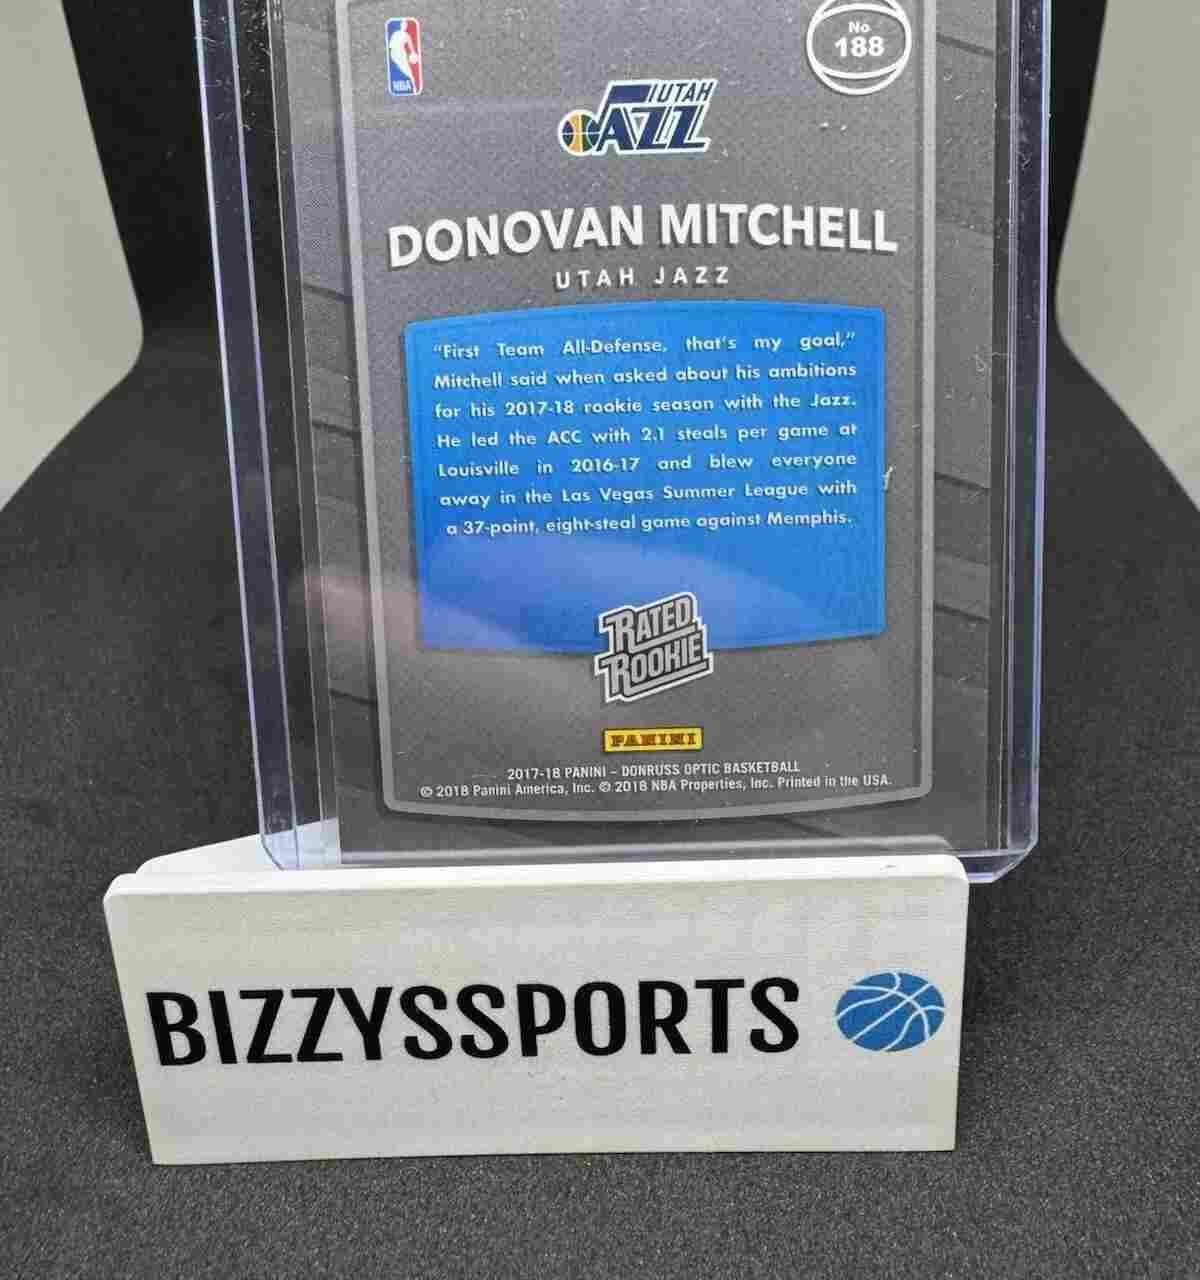 NBA
No
188
UTAH
JAZZ
DONOVAN MITCHELL
UTAH JAZZ
"First Team All-Defense, that's my goal,"
Mitchell said when asked about his ambitions
for his 2017-18 rookie season with the Jazz.
He led the ACC with 2.1 steals per game at
Louisville in 2016-17 and blew everyone
away in the Las Vegas Summer League with
a 37-point, eight-steal game against Memphis.
RATED
ROOKIE
PANINI
2017-18 PANINI – DONRUSS OPTIC BASKETBALL
© 2018 Panini America, Inc. © 2018 NBA Properties, Inc. Printed in the USA.
BIZZYSSPORTS